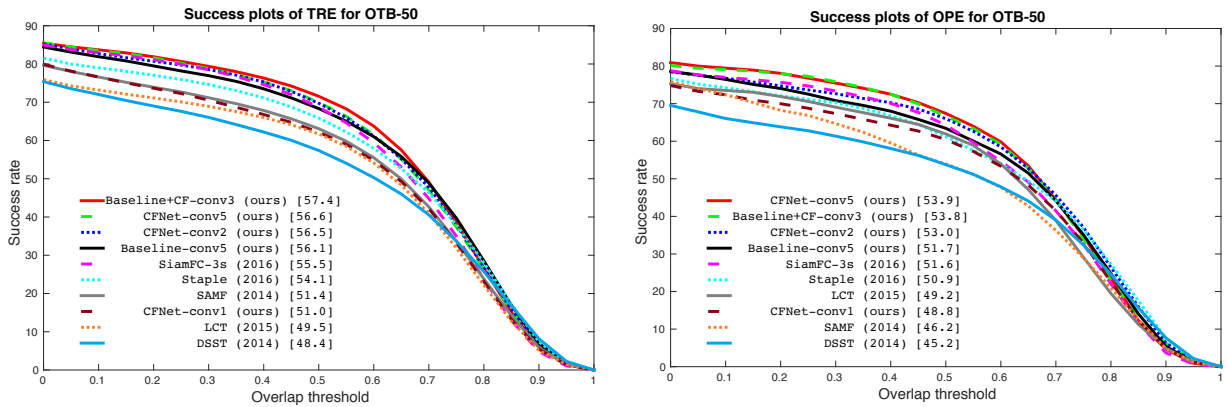 Success plots of TRE for OTB-50
90
80
70
60
50
40
30
20
10
0
Success rate
Baseline+CF-conv3 (ours) [57.4]
CFNet-conv5 (ours) [56.6]
CFNet-conv2 (ours) [56.5]
Baseline-conv5 (ours) [56.1]
SiamFC-3s (2016) [55.5]
Staple (2016) [54.1]
SAMF (2014) [51.4]
CFNet-conv1 (ours) [51.0]
LCT (2015) [49.5]
DSST (2014) [48.4]
0 0.1 0.2 0.3 0.4 0.5 0.6 0.7 0.8 0.9 1
Overlap threshold
Success plots of OPE for OTB-50
90
80
70
60
50
40
30
20
10
0
Success rate
CFNet-conv5 (ours) [53.9]
Baseline+CF-conv3 (ours) [53.8]
CFNet-conv2 (ours) [53.0]
Baseline-conv5 (ours) [51.7]
SiamFC-3s (2016) [51.6]
Staple (2016) [50.9]
LCT (2015) [49.2]
CFNet-conv1 (ours) [48.8]
SAMF (2014) [46.2]
DSST (2014) [45.2]
0 0.1 0.2 0.3 0.4 0.5 0.6 0.7 0.8 0.9 1
Overlap threshold